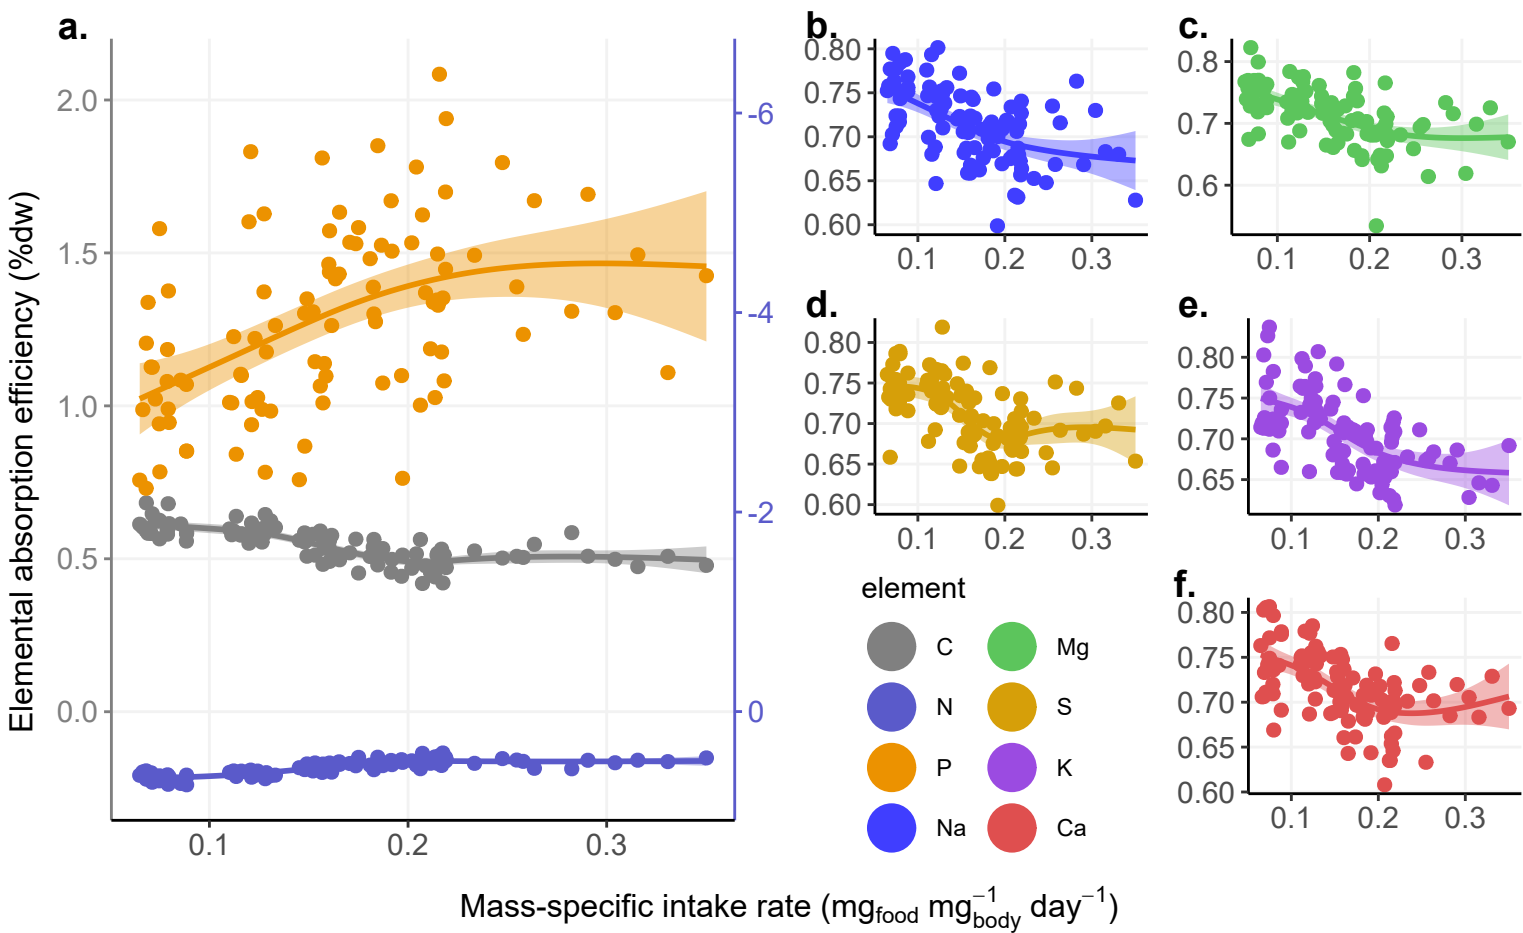 a.
Elemental absorption efficiency (%dw)
2.0
1.5
1.0
0.5
0.0
-6
-4
-2
0
0.1 0.2 0.3
b.
0.80
0.75
0.70
0.65
0.60
0.1 0.2 0.3
c.
0.8
0.7
0.6
0.1 0.2 0.3
d.
0.80
0.75
0.70
0.65
0.60
0.1 0.2 0.3
e.
0.80
0.75
0.70
0.65
0.1 0.2 0.3
element
C Mg
N S
P K
Na Ca
f.
0.80
0.75
0.70
0.65
0.60
0.1 0.2 0.3
Mass-specific intake rate (mg_food mg_body^−1 day^−1)